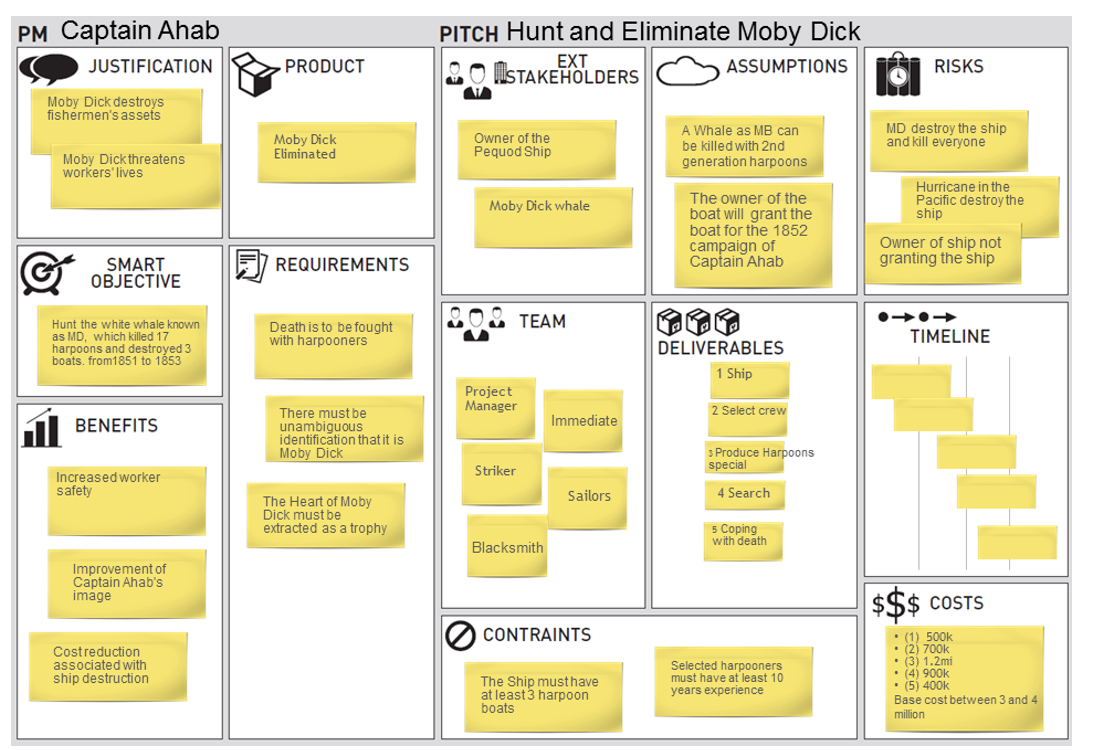 PM Captain Ahab
PITCH Hunt and Eliminate Moby Dick
JUSTIFICATION
Moby Dick destroys
fishermen's assets
Moby Dick threatens
workers' lives
PRODUCT
Moby Dick
Eliminated
EXT
STAKEHOLDERS
Owner of the
Pequod Ship
Moby Dick whale
ASSUMPTIONS
A Whale as MB can
be killed with 2nd
generation harpoons
The owner of the
boat will grant the
boat for the 1852
campaign of
Captain Ahab
RISKS
MD destroy the ship
and kill everyone
Hurricane in the
Pacific destroy the
ship
Owner of ship not
granting the ship
SMART
OBJECTIVE
Hunt the white whale known
as MD, which killed 17
harpoons and destroyed 3
boats. from1851 to 1853
REQUIREMENTS
Death is to be fought
with harpooners
There must be
unambiguous
identification that it is
Moby Dick
The Heart of Moby
Dick must be
extracted as a trophy
TEAM
Project
Manager
Immediate
Striker
Sailors
Blacksmith
DELIVERABLES
1 Ship
2 Select crew
3 Produce Harpoons
special
4 Search
5 Coping
with death
TIMELINE
BENEFITS
Increased worker
safety
Improvement of
Captain Ahab's
image
Cost reduction
associated with
ship destruction
CONTRAINTS
The Ship must have
at least 3 harpoon
boats
Selected harpooners
must have at least 10
years experience
$$$ COSTS
• (1) 500k
• (2) 700k
• (3) 1.2mi
• (4) 900k
• (5) 400k
Base cost between 3 and 4
million